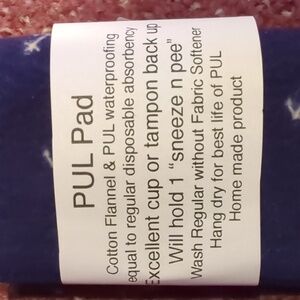 PUL Pad
Cotton Flannel & PUL waterproofing
equal to regular disposable absorbency
Excellent cup or tampon back up
Will hold 1 "sneeze n pee"
Wash Regular without Fabric Softener
Hang dry for best life of PUL
Home made product